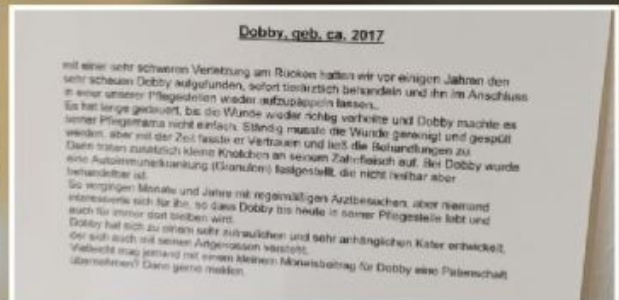 Dobby, geb. ca. 2017
mit einer sehr schweren Verletzung am Rücken hatten wir vor einigen Jahren den
sehr scheuen Dobby aufgefunden, sofort tierärztlich behandeln und ihn im Anschluss
in einer unserer Pflegestellen wieder aufzupäppeln lassen..
Es hat lange gedauert, bis die Wunde wieder richtig verheilte und Dobby machte es
seiner Pflegemama nicht einfach. Ständig musste die Wunde gereinigt und gespült
werden, aber mit der Zeit fasste er Vertrauen und ließ die Behandlungen zu.
Dann traten zusätzlich kleine Knötchen an seinem Zahnfleisch auf. Bei Dobby wurde
eine Autoimmunerkrankung (Granulom) festgestellt, die nicht heilbar aber
behandelbar ist.
So vergingen Monate und Jahre mit regelmäßigen Arztbesuchen, aber niemand
interessierte sich für ihn, so dass Dobby bis heute in seiner Pflegestelle lebt und
auch für immer dort bleiben wird.
Dobby hat sich zu einem sehr zutraulichen und sehr anhänglichen Kater entwickelt,
der sich auch mit seinen Artgenossen versteht.
Vielleicht mag jemand mit einem kleinem Monatsbeitrag für Dobby eine Patenschaft
übernehmen? Dann gerne melden.